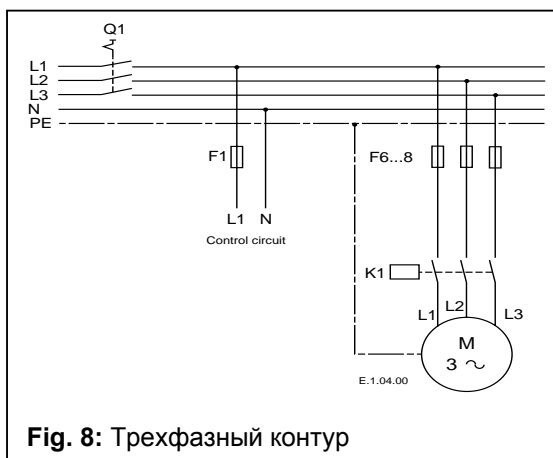 Q1
L1
L2
L3
N
PE
F1
F6...8
L1 N
Control circuit
K1
L1 L2 L3
M
3 ~
E.1.04.00
Fig. 8: Трехфазный контур